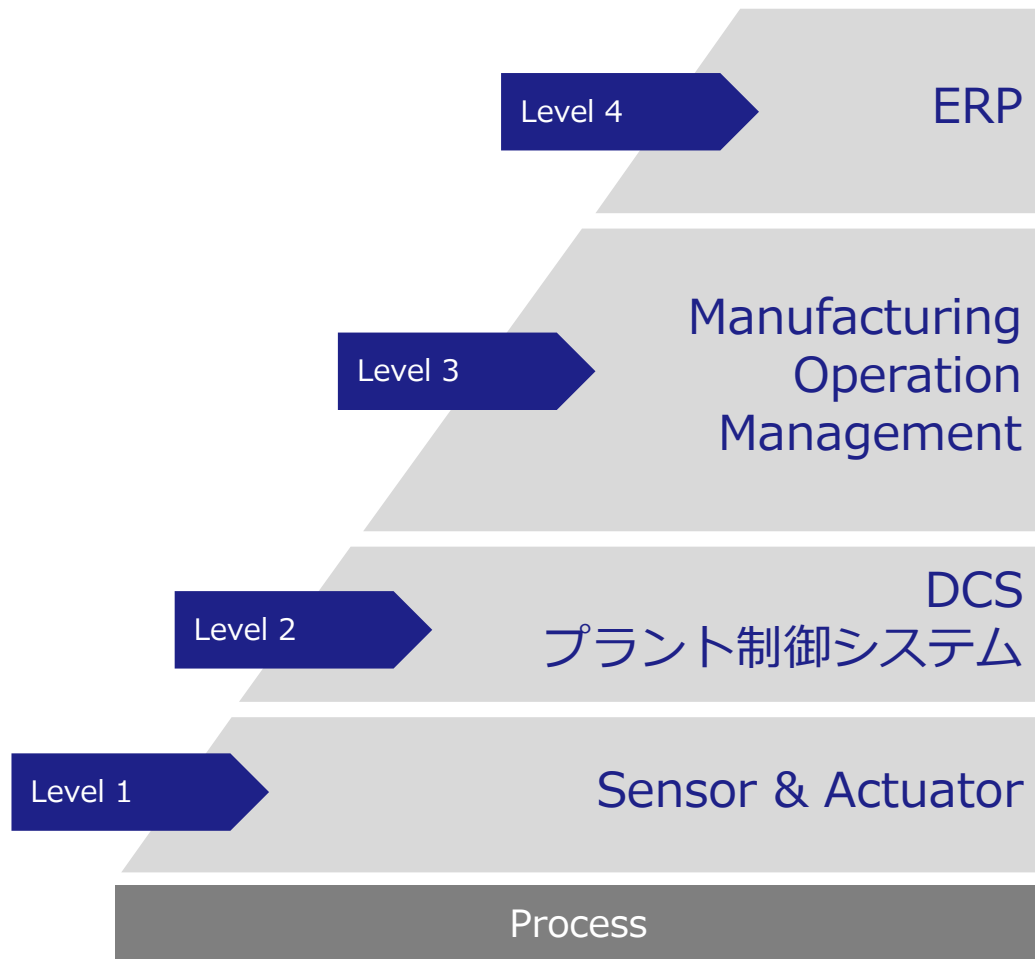 Level 4
ERP
Level 3
Manufacturing
Operation
Management
Level 2
DCS
プラント制御システム
Level 1
Sensor & Actuator
Process